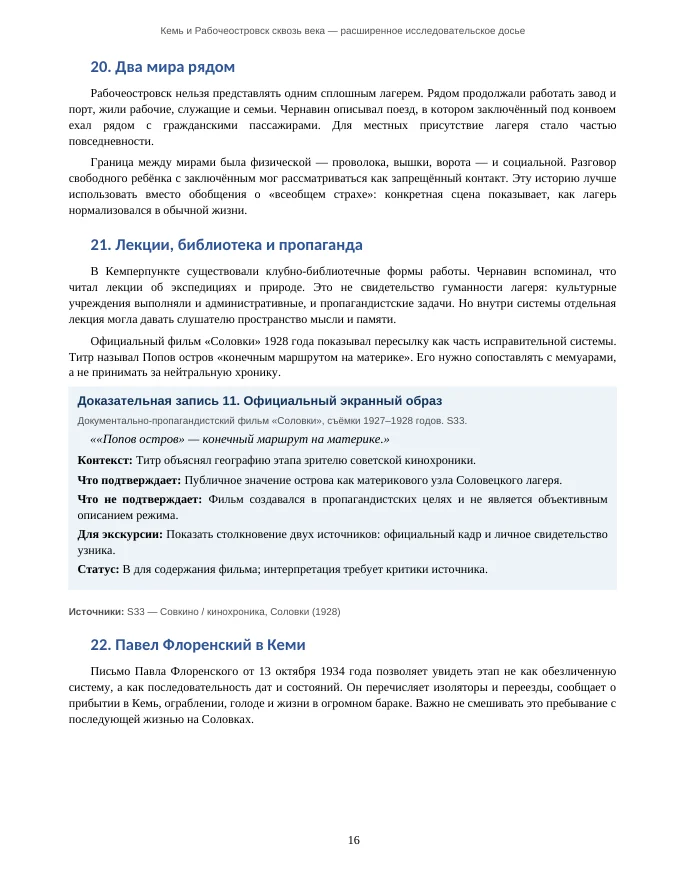 Кемь и Рабочеостровск сквозь века — расширенное исследовательское досье
20. Два мира рядом
Рабочеостровск нельзя представлять одним сплошным лагерем. Рядом продолжали работать завод и
порт, жили рабочие, служащие и семьи. Чернавин описывал поезд, в котором заключённый под конвоем
ехал рядом с гражданскими пассажирами. Для местных присутствие лагеря стало частью
повседневности.
Граница между мирами была физической — проволока, вышки, ворота — и социальной. Разговор
свободного ребёнка с заключённым мог рассматриваться как запрещённый контакт. Эту историю лучше
использовать вместо обобщения о «всеобщем страхе»: конкретная сцена показывает, как лагерь
нормализовался в обычной жизни.
21. Лекции, библиотека и пропаганда
В Кемперпункте существовали клубно-библиотечные формы работы. Чернавин вспоминал, что
читал лекции об экспедициях и природе. Это не свидетельство гуманности лагеря: культурные
учреждения выполняли и административные, и пропагандистские задачи. Но внутри системы отдельная
лекция могла давать слушателю пространство мысли и памяти.
Официальный фильм «Соловки» 1928 года показывал пересылку как часть исправительной системы.
Титр называл Попов остров «конечным маршрутом на материке». Его нужно сопоставлять с мемуарами,
а не принимать за нейтральную хронику.
Доказательная запись 11. Официальный экранный образ
Документально-пропагандистский фильм «Соловки», съёмки 1927–1928 годов. S33.
««Попов остров» — конечный маршрут на материке.»
Контекст: Титр объяснял географию этапа зрителю советской кинохроники.
Что подтверждает: Публичное значение острова как материкового узла Соловецкого лагеря.
Что не подтверждает: Фильм создавался в пропагандистских целях и не является объективным
описанием режима.
Для экскурсии: Показать столкновение двух источников: официальный кадр и личное свидетельство
узника.
Статус: В для содержания фильма; интерпретация требует критики источника.
Источники: S33 — Совкино / кинохроника, Соловки (1928)
22. Павел Флоренский в Кеми
Письмо Павла Флоренского от 13 октября 1934 года позволяет увидеть этап не как обезличенную
систему, а как последовательность дат и состояний. Он перечисляет изоляторы и переезды, сообщает о
прибытии в Кемь, ограблении, голоде и жизни в огромном бараке. Важно не смешивать это пребывание с
последующей жизнью на Соловках.
16